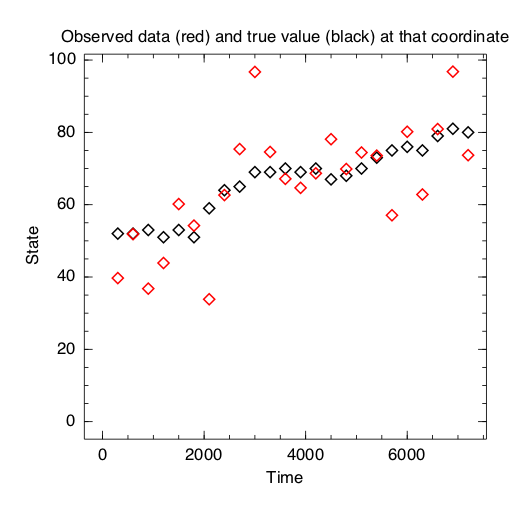 Observed data (red) and true value (black) at that coordinate
100
80
60
40
20
0
State
0 2000 4000 6000
Time